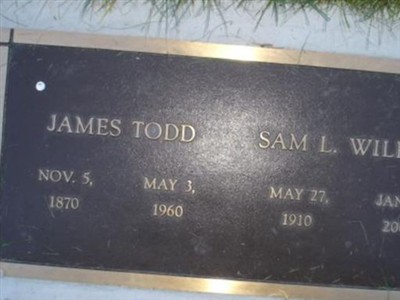 JAMES TODD
NOV. 5, MAY 3,
1870 1960
SAM L.
MAY 27,
1910